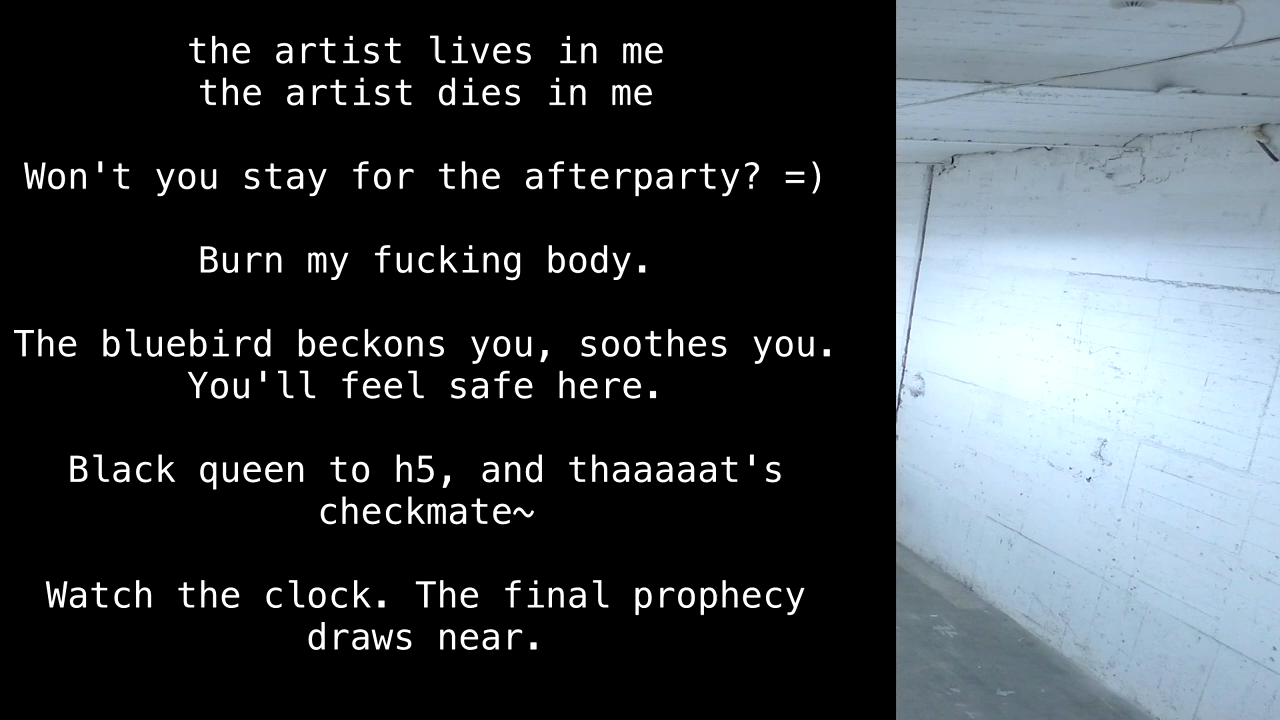 the artist lives in me
the artist dies in me
Won't you stay for the afterparty? =)
Burn my fucking body.
The bluebird beckons you, soothes you.
You'll feel safe here.
Black queen to h5, and thaaaaat's
checkmate~
Watch the clock. The final prophecy
draws near.